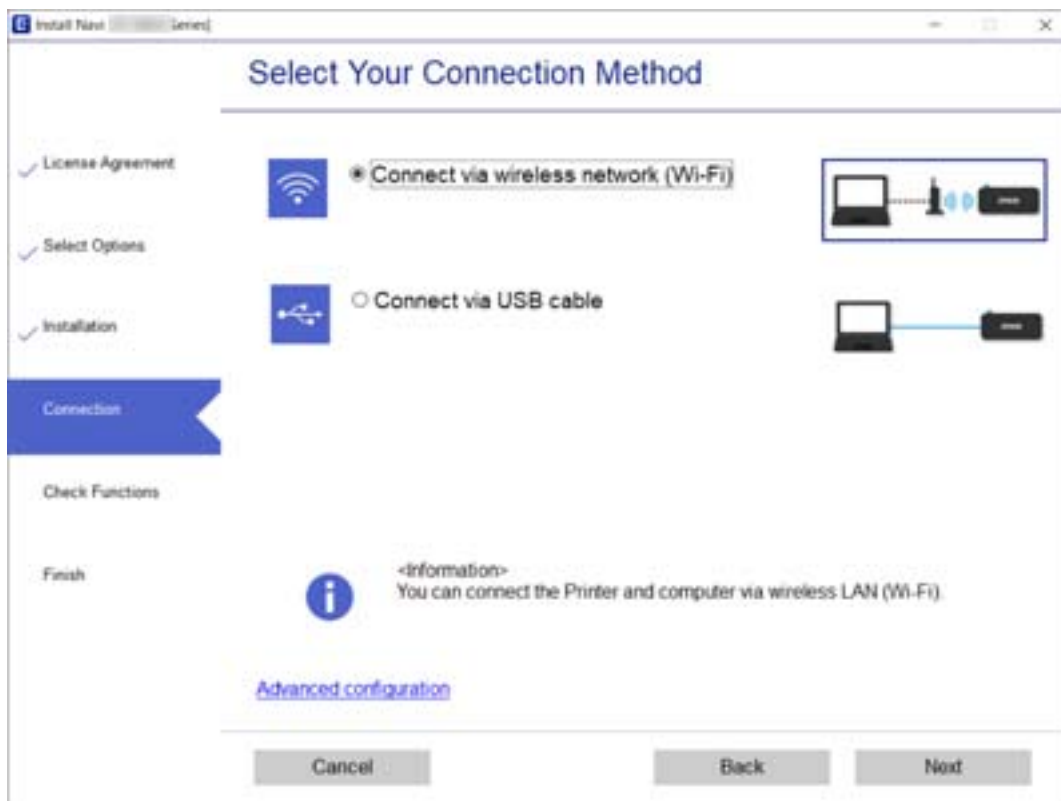 Install Navi Series]
Select Your Connection Method
License Agreement
Select Options
Installation
Connection
Check Functions
Finish
Connect via wireless network (Wi-Fi)
Connect via USB cable
<Information>
You can connect the Printer and computer via wireless LAN (Wi-Fi).
Advanced configuration
Cancel
Back
Next